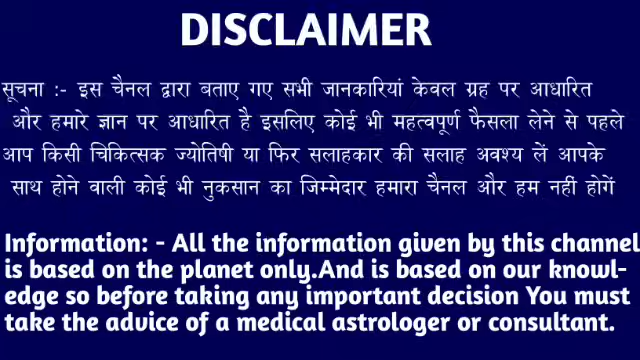 DISCLAIMER
सूचना :- इस चैनल द्वारा बताए गए सभी जानकारियां केवल ग्रह पर आधारित
और हमारे ज्ञान पर आधारित है इसलिए कोई भी महत्वपूर्ण फैसला लेने से पहले
आप किसी चिकित्सक ज्योतिषी या फिर सलाहकार की सलाह अवश्य लें आपके
साथ होने वाली कोई भी नुकसान का जिम्मेदार हमारा चैनल और हम नहीं होगें
Information: - All the information given by this channel
is based on the planet only.And is based on our knowl-
edge so before taking any important decision You must
take the advice of a medical astrologer or consultant.